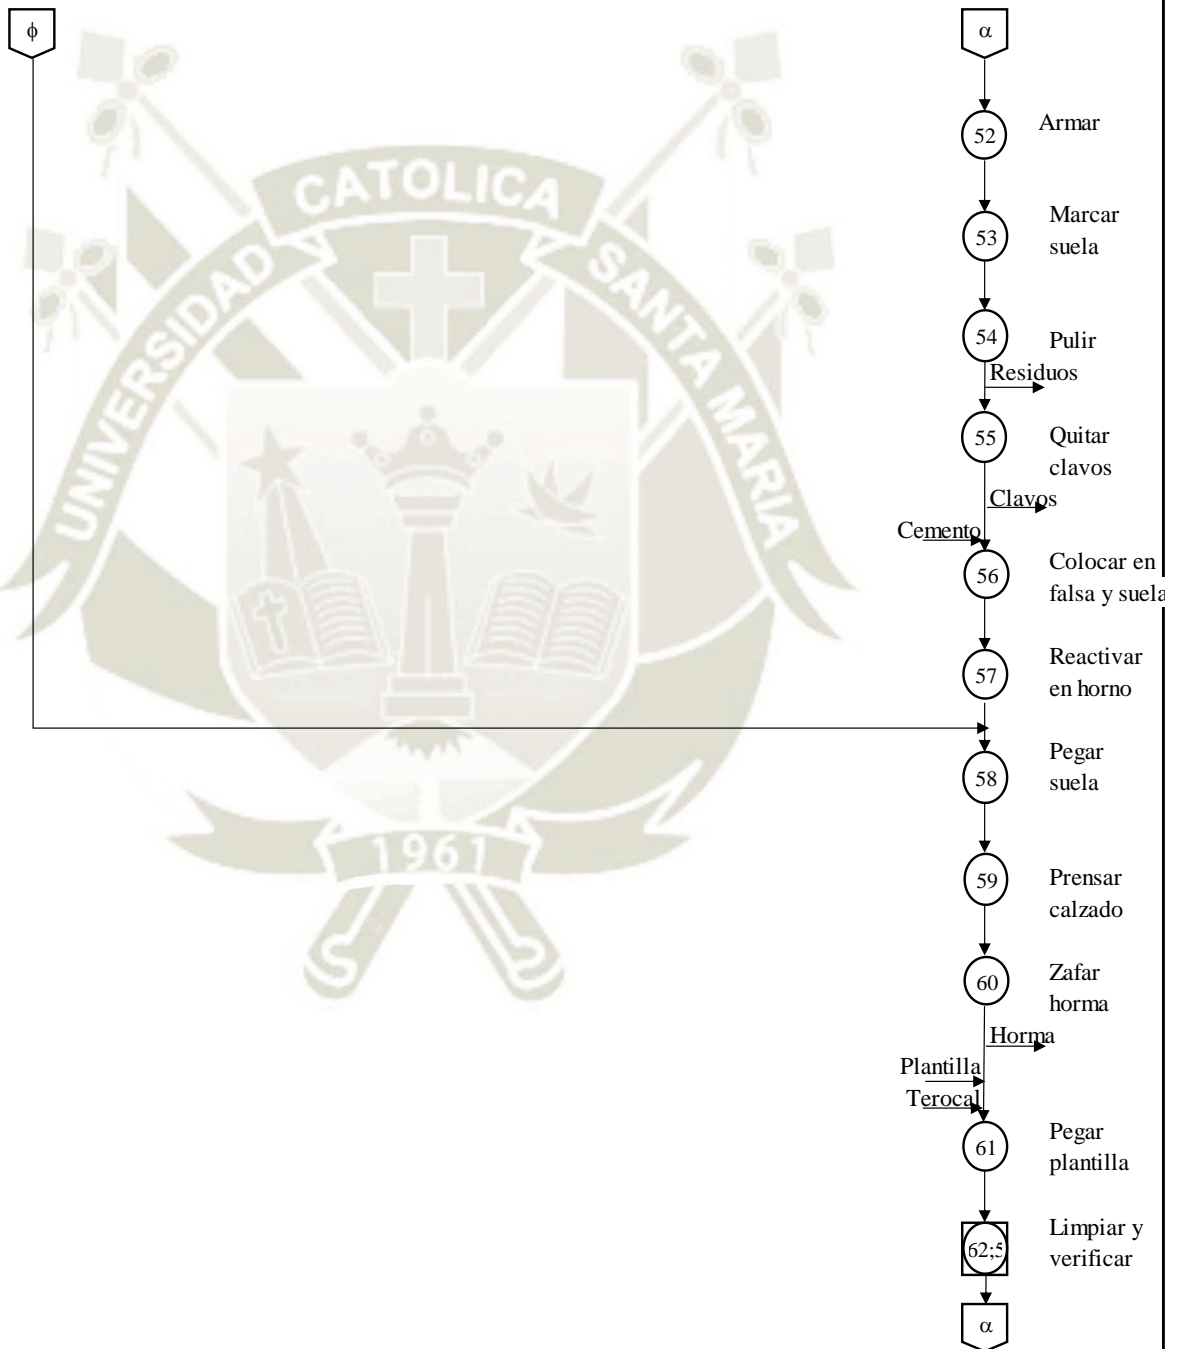 ϕ
α
52 Armar
53 Marcar
suela
54 Pulir
Residuos
55 Quitar
clavos
Clavos
Cemento
56 Colocar en
falsa y suela
57 Reactivar
en horno
58 Pegar
suela
59 Prensar
calzado
60 Zafar
horma
Horma
Plantilla
Terocal
61 Pegar
plantilla
62;5 Limpiar y
verificar
α
UNIVERSIDAD
CATOLICA
SANTA MARIA
1961